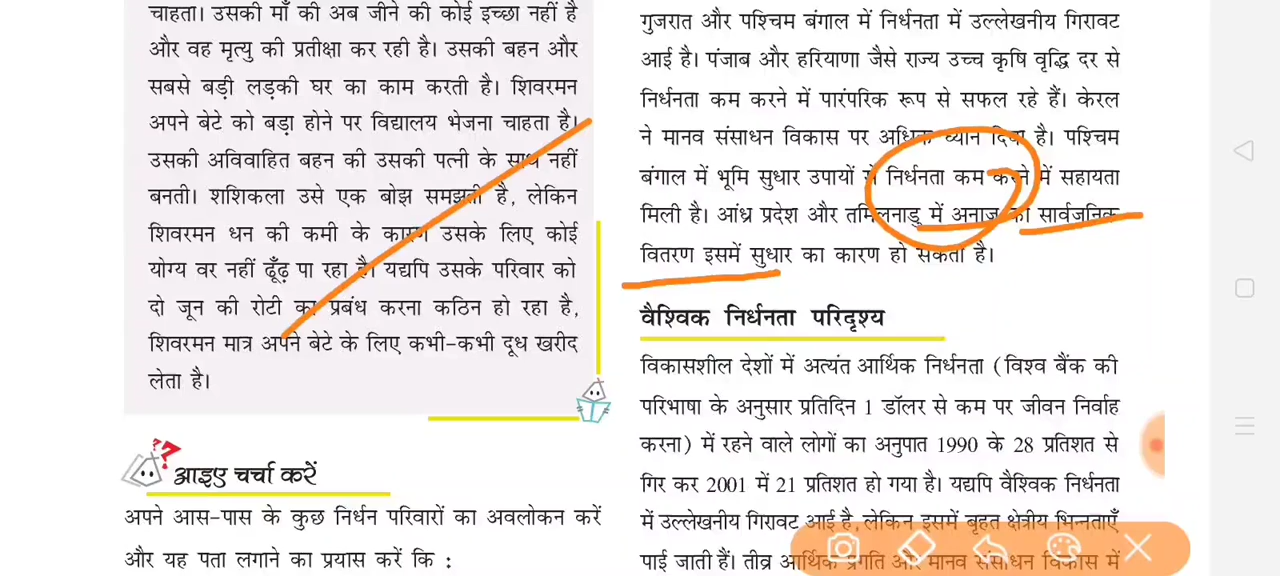 चाहता। उसकी माँ की अब जीने की कोई इच्छा नहीं है
और वह मृत्यु की प्रतीक्षा कर रही है। उसकी बहन और
सबसे बड़ी लड़की घर का काम करती है। शिवरमन
अपने बेटे को बड़ा होने पर विद्यालय भेजना चाहता है।
उसकी अविवाहित बहन की उसकी पत्नी के साथ नहीं
बनती। शशिकला उसे एक बोझ समझती है, लेकिन
शिवरमन धन की कमी के कारण उसके लिए कोई
योग्य वर नहीं ढूँढ़ पा रहा है। यद्यपि उसके परिवार को
दो जून की रोटी का प्रबंध करना कठिन हो रहा है,
शिवरमन मात्र अपने बेटे के लिए कभी-कभी दूध खरीद
लेता है।
आइए चर्चा करें
अपने आस-पास के कुछ निर्धन परिवारों का अवलोकन करें
और यह पता लगाने का प्रयास करें कि :
गुजरात और पश्चिम बंगाल में निर्धनता में उल्लेखनीय गिरावट
आई है। पंजाब और हरियाणा जैसे राज्य उच्च कृषि वृद्धि दर से
निर्धनता कम करने में पारंपरिक रूप से सफल रहे हैं। केरल
ने मानव संसाधन विकास पर अधिक ध्यान दिया है। पश्चिम
बंगाल में भूमि सुधार उपायों से निर्धनता कम करने में सहायता
मिली है। आंध्र प्रदेश और तमिलनाडु में अनाज का सार्वजनिक
वितरण इसमें सुधार का कारण हो सकता है।
वैश्विक निर्धनता परिदृश्य
विकासशील देशों में अत्यंत आर्थिक निर्धनता (विश्व बैंक की
परिभाषा के अनुसार प्रतिदिन 1 डॉलर से कम पर जीवन निर्वाह
करना) में रहने वाले लोगों का अनुपात 1990 के 28 प्रतिशत से
गिर कर 2001 में 21 प्रतिशत हो गया है। यद्यपि वैश्विक निर्धनता
में उल्लेखनीय गिरावट आई है, लेकिन इसमें बृहत क्षेत्रीय भिन्नताएँ
पाई जाती हैं। तीव्र आर्थिक प्रगति और मानव संसाधन विकास में